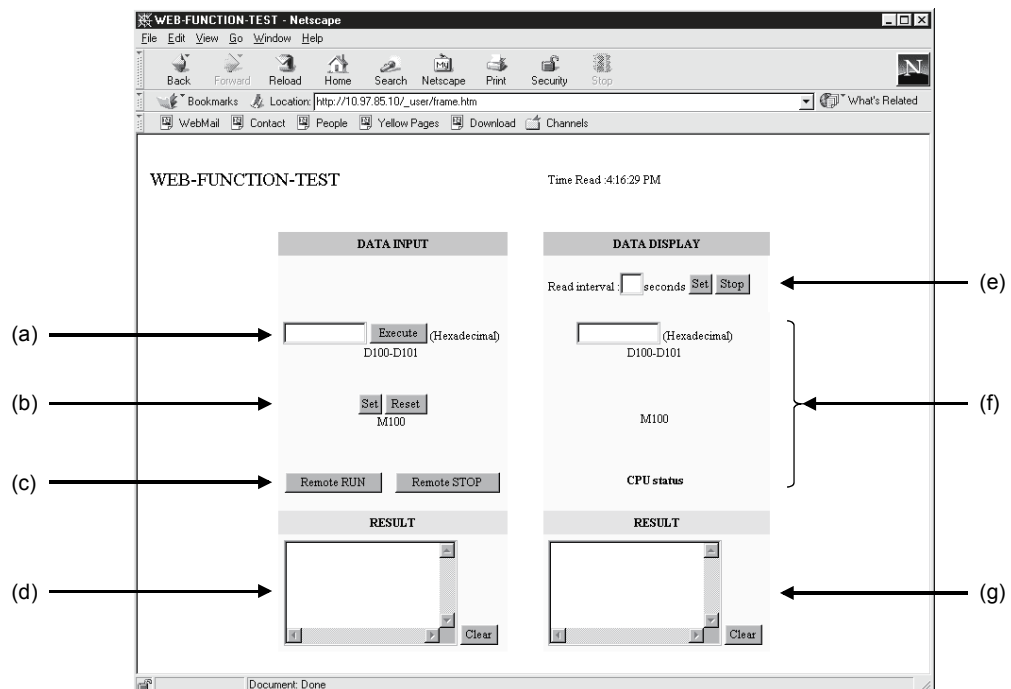 WEB-FUNCTION-TEST - Netscape
File Edit View Go Window Help
Back Forward Reload Home Search Netscape Print Security Stop
My
N
Bookmarks Location: http://10.97.85.10/_user/frame.htm What's Related
WebMail Contact People Yellow Pages Download Channels
WEB-FUNCTION-TEST
Time Read :4:16:29 PM
DATA INPUT
DATA DISPLAY
Read interval : seconds Set Stop
(e)
(a)
Execute (Hexadecimal)
D100-D101
(Hexadecimal)
D100-D101
(b)
Set Reset
M100
M100
(f)
(c)
Remote RUN Remote STOP
CPU status
RESULT
RESULT
(d)
(g)
Clear
Clear
Document: Done